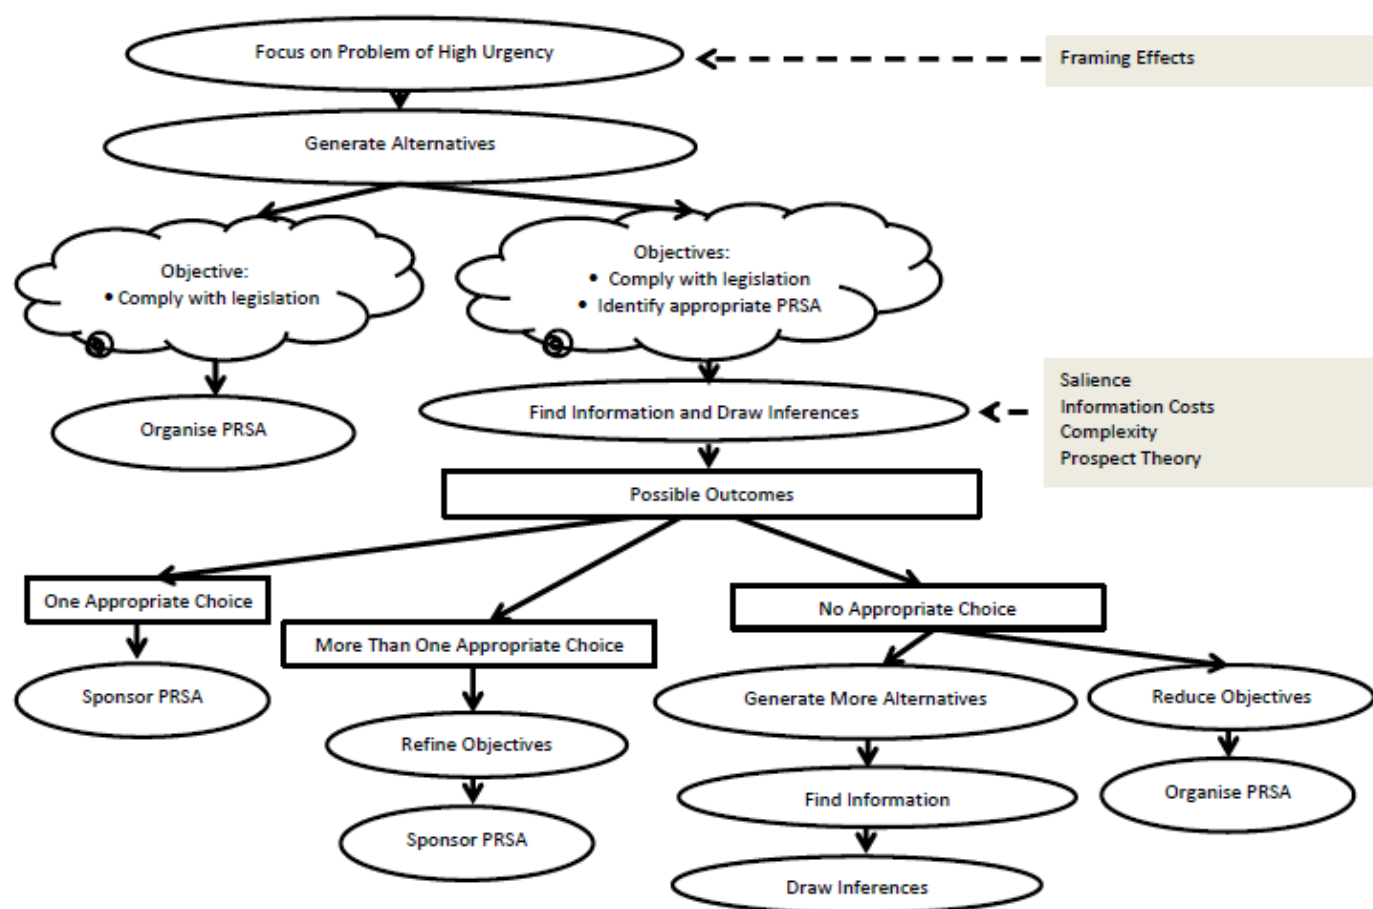 Focus on Problem of High Urgency
Framing Effects
Generate Alternatives
Objective:
• Comply with legislation
Objectives:
• Comply with legislation
• Identify appropriate PRSA
Organise PRSA
Find Information and Draw Inferences
Salience
Information Costs
Complexity
Prospect Theory
Possible Outcomes
One Appropriate Choice
More Than One Appropriate Choice
No Appropriate Choice
Sponsor PRSA
Refine Objectives
Sponsor PRSA
Generate More Alternatives
Find Information
Draw Inferences
Reduce Objectives
Organise PRSA